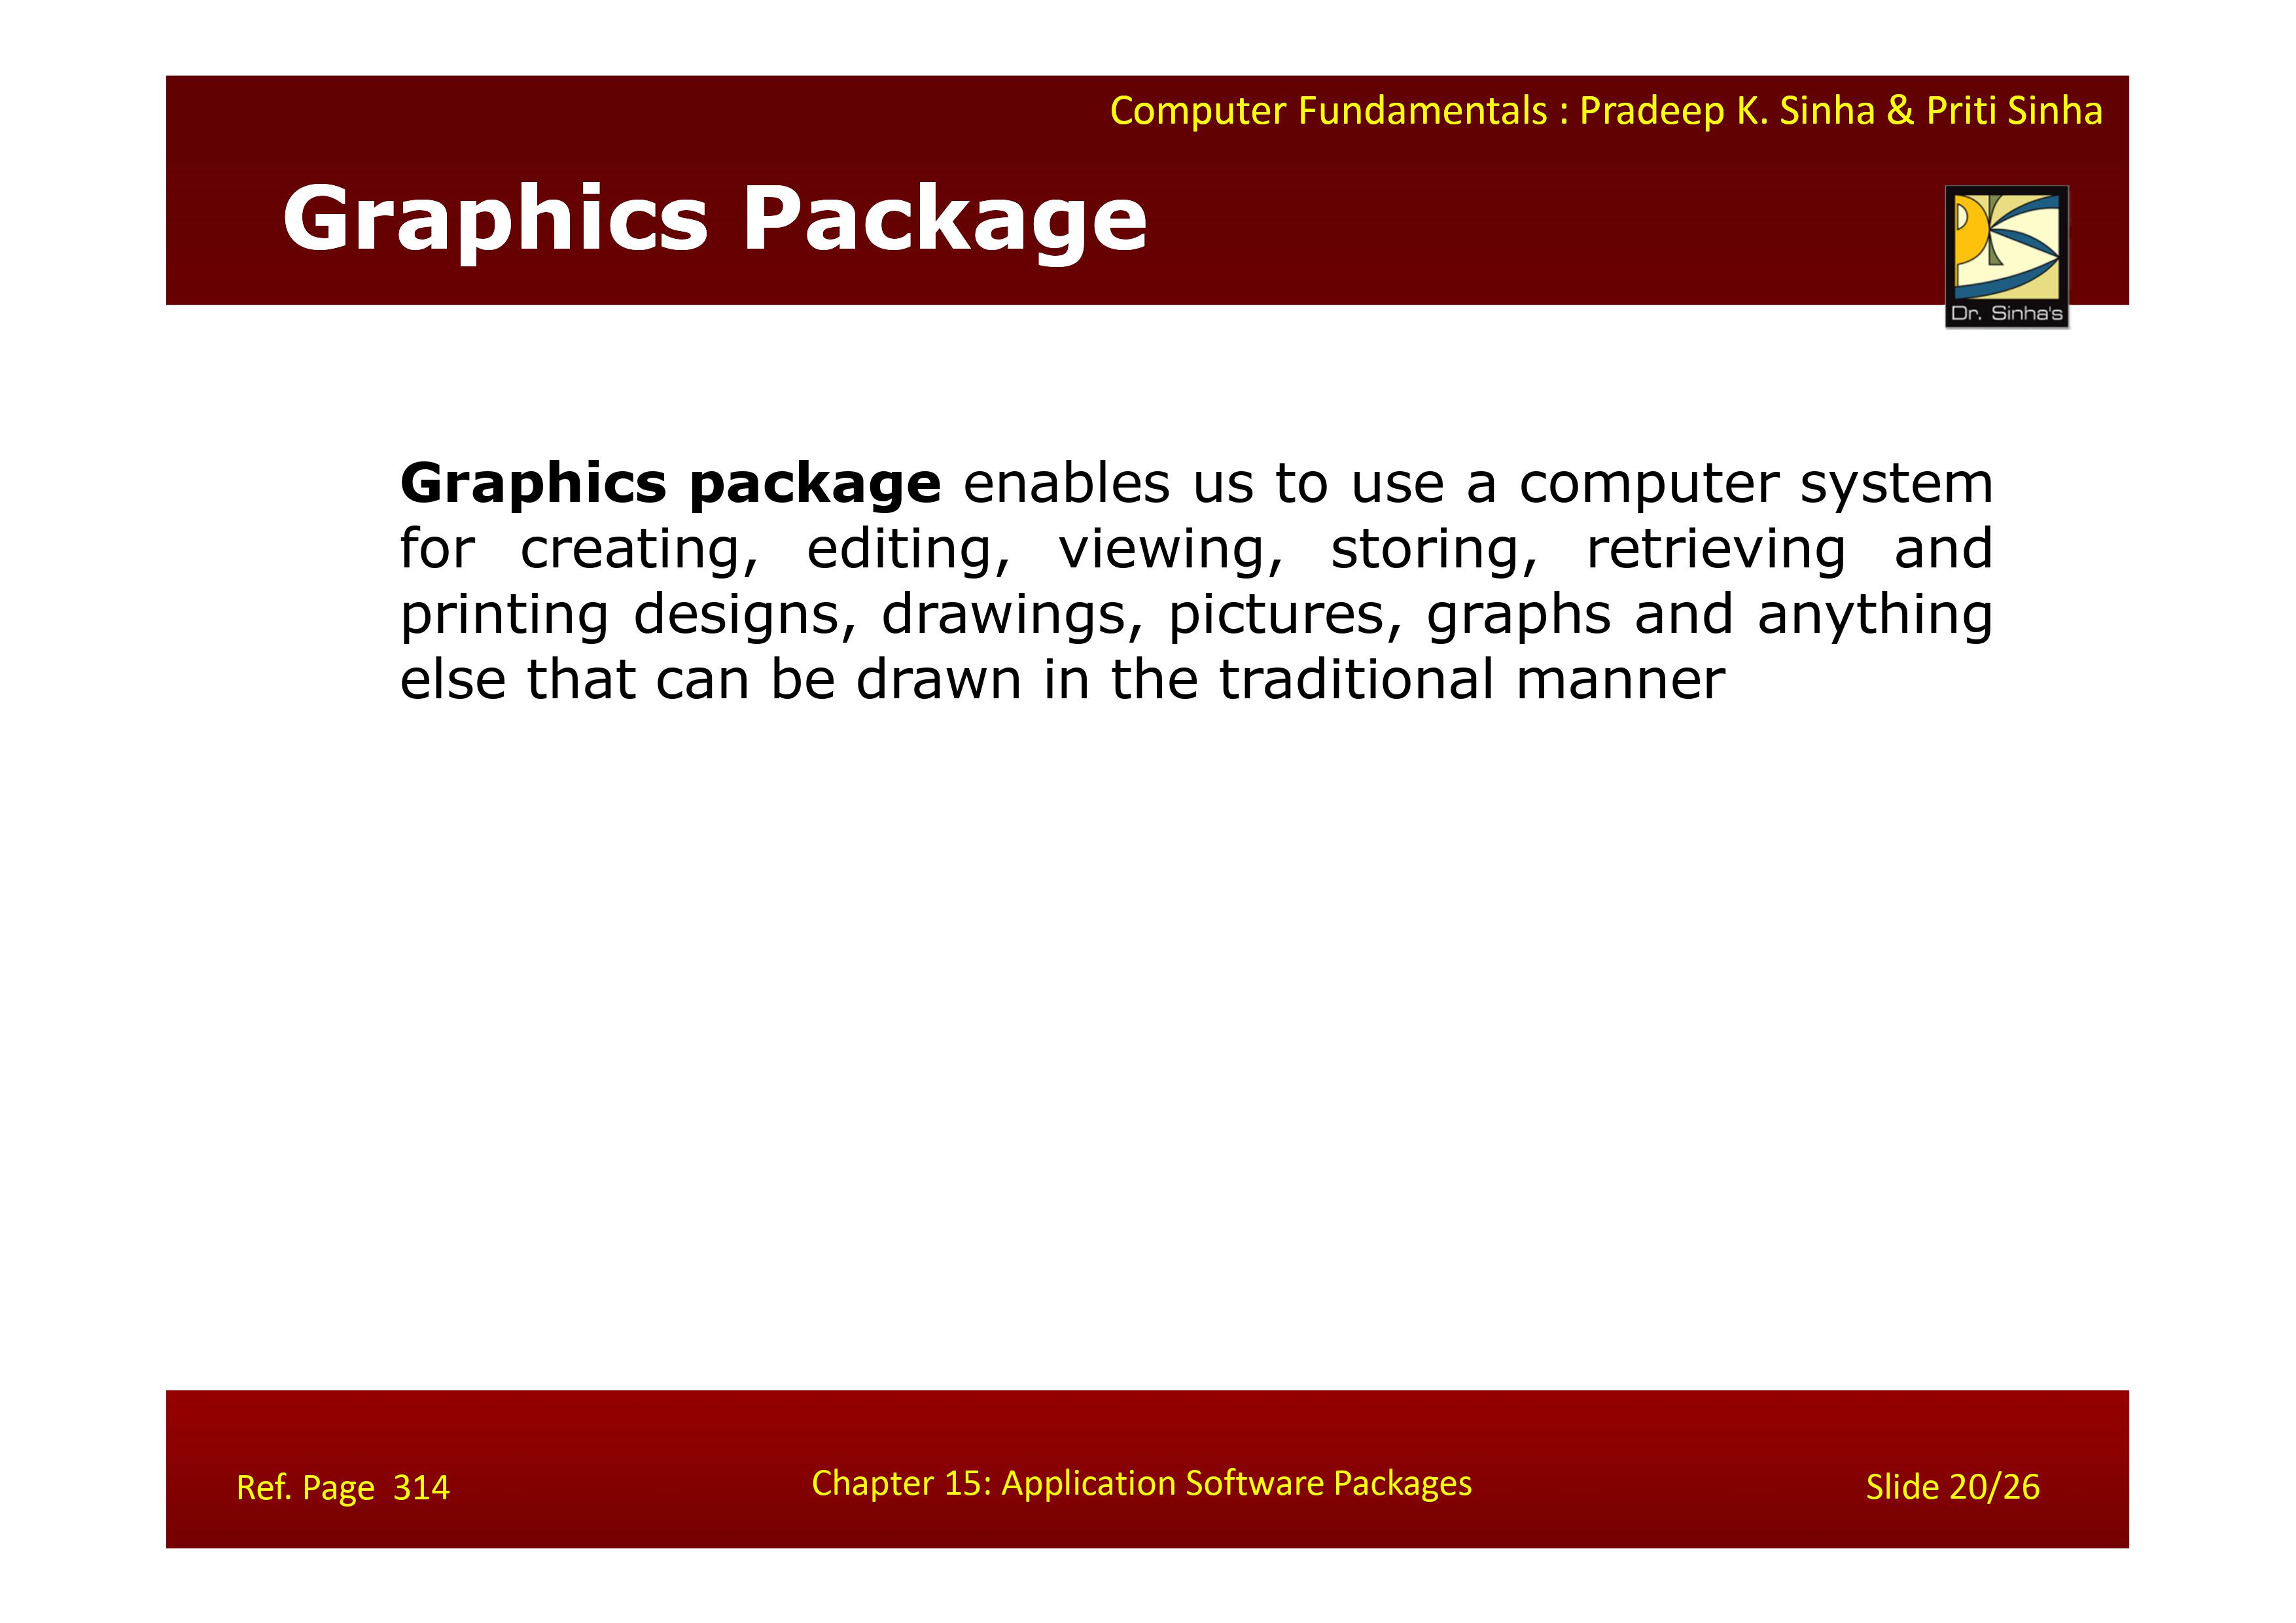 Computer Fundamentals : Pradeep K. Sinha & Priti Sinha
Graphics Package
Dr. Sinha's
Graphics package enables us to use a computer system
for creating, editing, viewing, storing, retrieving and
printing designs, drawings, pictures, graphs and anything
else that can be drawn in the traditional manner
Ref. Page 314
Chapter 15: Application Software Packages
Slide 20/26